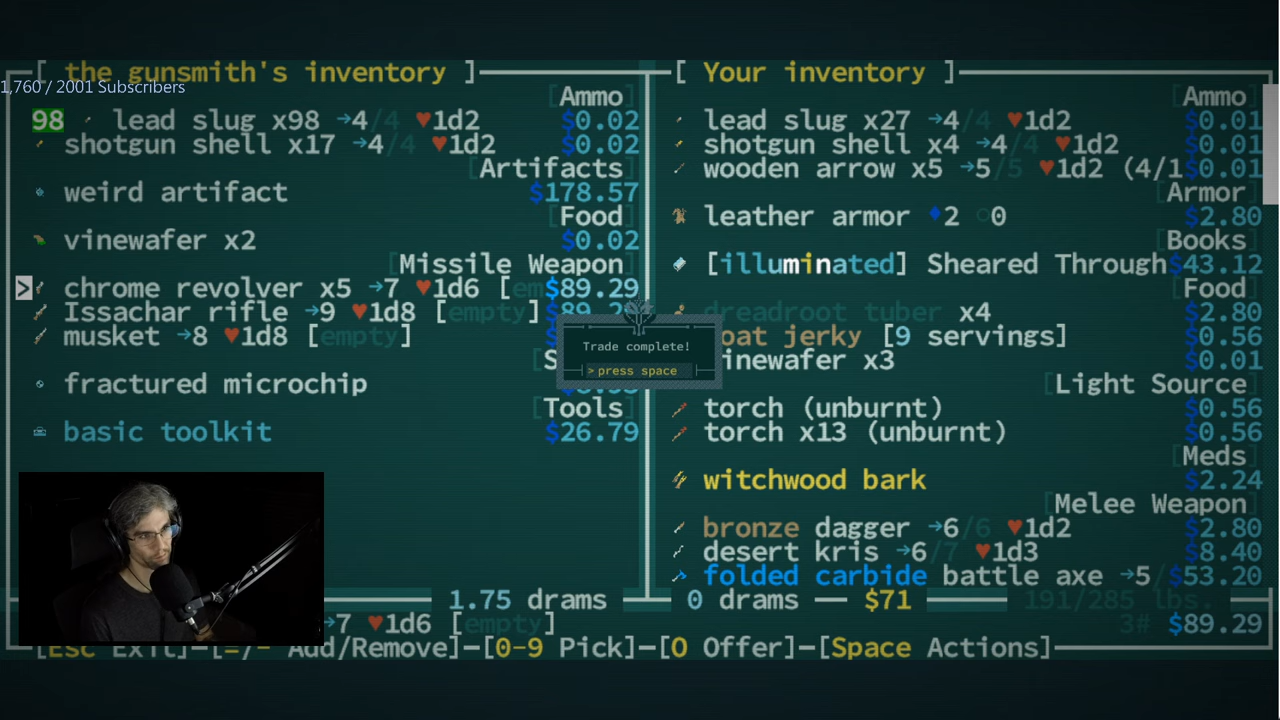 [ the gunsmith's inventory ]
1,760 / 2001 Subscribers
[Ammo]
98 lead slug x98 →4/4 ♥1d2 $0.02
shotgun shell x17 →4/4 ♥1d2 $0.02
[Artifacts]
weird artifact $178.57
[Food]
vinewafer x2 $0.02
[Missile Weapon]
> chrome revolver x5 →7 ♥1d6 [em $89.29
Issachar rifle →9 ♥1d8 [empty]
musket →8 ♥1d8 [empty]
fractured microchip
[Tools]
basic toolkit $26.79
1.75 drams
→7 ♥1d6 [empty]
[ Your inventory ]
[Ammo]
lead slug x27 →4/4 ♥1d2 $0.01
shotgun shell x4 →4/4 ♥1d2 $0.01
wooden arrow x5 →5/5 ♥1d2 (4/1 $0.01
[Armor]
leather armor ♦2 ○0 $2.80
[Books]
[illuminated] Sheared Through $43.12
[Food]
dreadroot tuber x4 $2.80
oat jerky [9 servings] $0.56
inewafer x3 $0.01
[Light Source]
torch (unburnt) $0.56
torch x13 (unburnt) $0.56
[Meds]
witchwood bark $2.24
[Melee Weapon]
bronze dagger →6/6 ♥1d2 $2.80
desert kris →6/7 ♥1d3 $8.40
folded carbide battle axe →5/ $53.20
0 drams — $71 191/285 lbs.
3# $89.29
Trade complete!
> press space
[Esc Exit]—[=/- Add/Remove]—[0-9 Pick]—[O Offer]—[Space Actions]